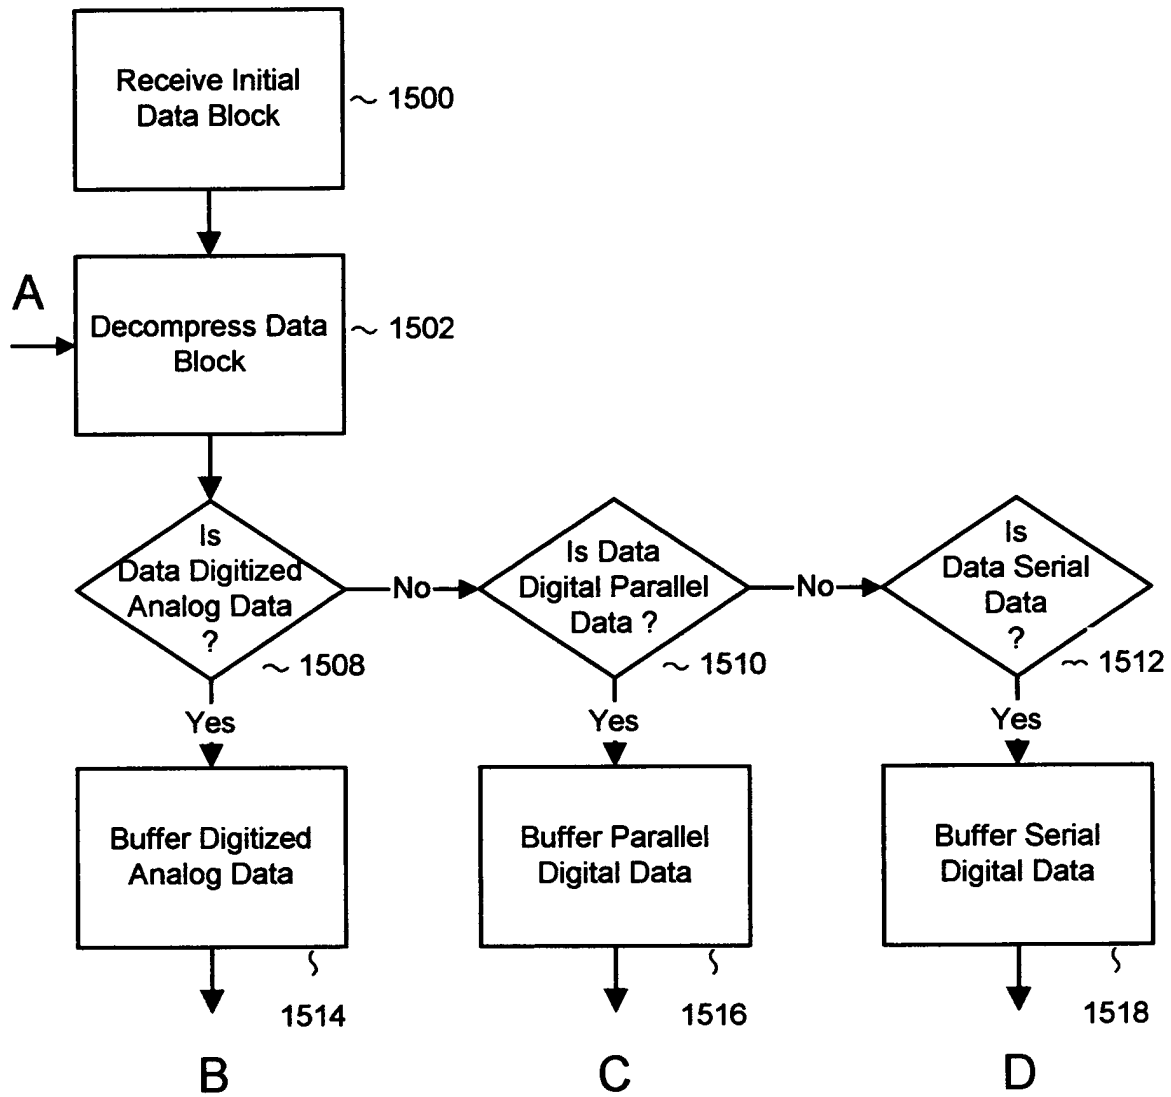 Receive Initial
Data Block
1500
A
Decompress Data
Block
1502
Is
Data Digitized
Analog Data
?
1508
No
Is Data
Digital Parallel
Data ?
1510
No
Is
Data Serial
Data
?
1512
Yes
Yes
Yes
Buffer Digitized
Analog Data
1514
Buffer Parallel
Digital Data
1516
Buffer Serial
Digital Data
1518
B
C
D